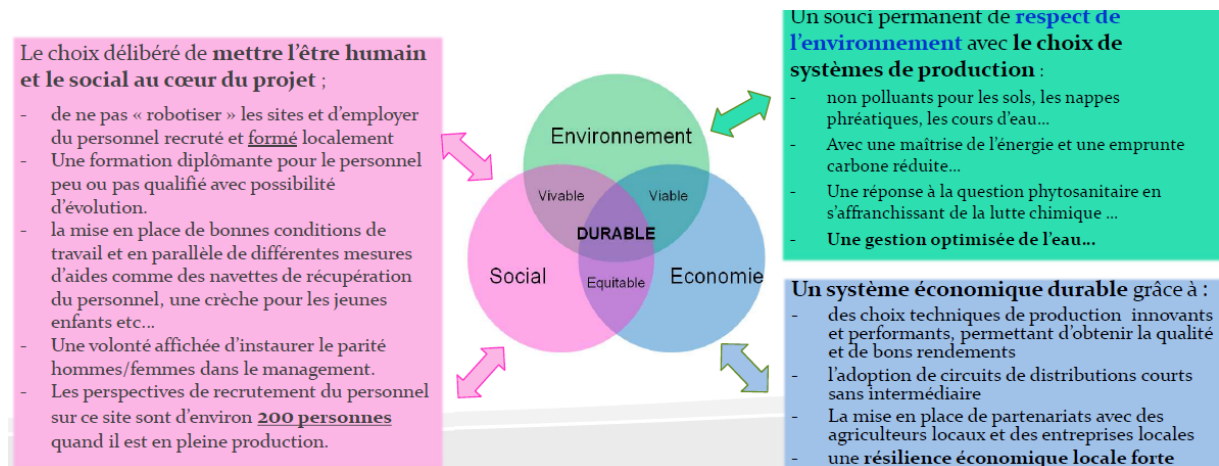 Le choix délibéré de mettre l'être humain
et le social au cœur du projet ;
- de ne pas « robotiser » les sites et d'employer
du personnel recruté et formé localement
- Une formation diplômante pour le personnel
peu ou pas qualifié avec possibilité
d'évolution.
- la mise en place de bonnes conditions de
travail et en parallèle de différentes mesures
d'aides comme des navettes de récupération
du personnel, une crèche pour les jeunes
enfants etc...
- Une volonté affichée d'instaurer le parité
hommes/femmes dans le management.
- Les perspectives de recrutement du personnel
sur ce site sont d'environ 200 personnes
quand il est en pleine production.
Environnement
Vivable
Viable
DURABLE
Social
Equitable
Economie
Un souci permanent de respect de
l'environnement avec le choix de
systèmes de production :
- non polluants pour les sols, les nappes
phréatiques, les cours d'eau...
- Avec une maîtrise de l'énergie et une emprunte
carbone réduite...
- Une réponse à la question phytosanitaire en
s'affranchissant de la lutte chimique ...
- Une gestion optimisée de l'eau...
Un système économique durable grâce à :
- des choix techniques de production innovants
et performants, permettant d'obtenir la qualité
et de bons rendements
- l'adoption de circuits de distributions courts
sans intermédiaire
- La mise en place de partenariats avec des
agriculteurs locaux et des entreprises locales
- une résilience économique locale forte